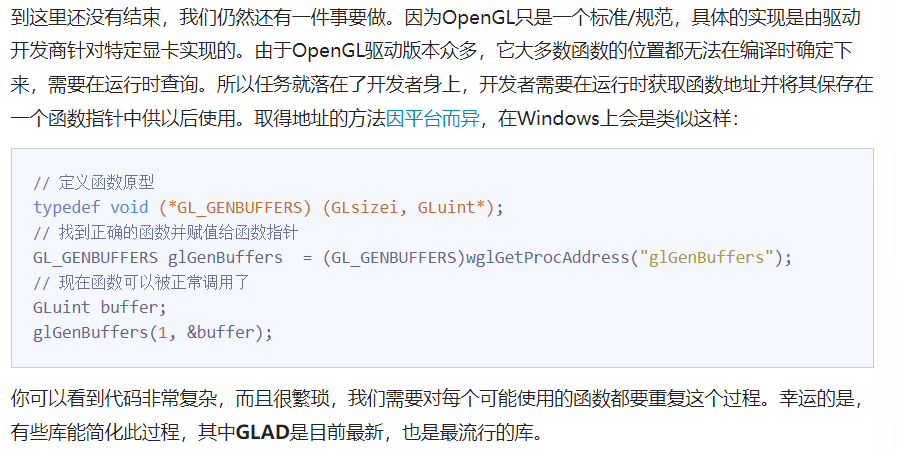 到这里还没有结束，我们仍然还有一件事要做。因为OpenGL只是一个标准/规范，具体的实现是由驱动
开发商针对特定显卡实现的。由于OpenGL驱动版本众多，它大多数函数的位置都无法在编译时确定下
来，需要在运行时查询。所以任务就落在了开发者身上，开发者需要在运行时获取函数地址并将其保存在
一个函数指针中供以后使用。取得地址的方法因平台而异，在Windows上会是类似这样：
// 定义函数原型
typedef void (*GL_GENBUFFERS) (GLsizei, GLuint*);
// 找到正确的函数并赋值给函数指针
GL_GENBUFFERS glGenBuffers  = (GL_GENBUFFERS)wglGetProcAddress("glGenBuffers");
// 现在函数可以被正常调用了
GLuint buffer;
glGenBuffers(1, &buffer);
你可以看到代码非常复杂，而且很繁琐，我们需要对每个可能使用的函数都要重复这个过程。幸运的是，
有些库能简化此过程，其中GLAD是目前最新，也是最流行的库。